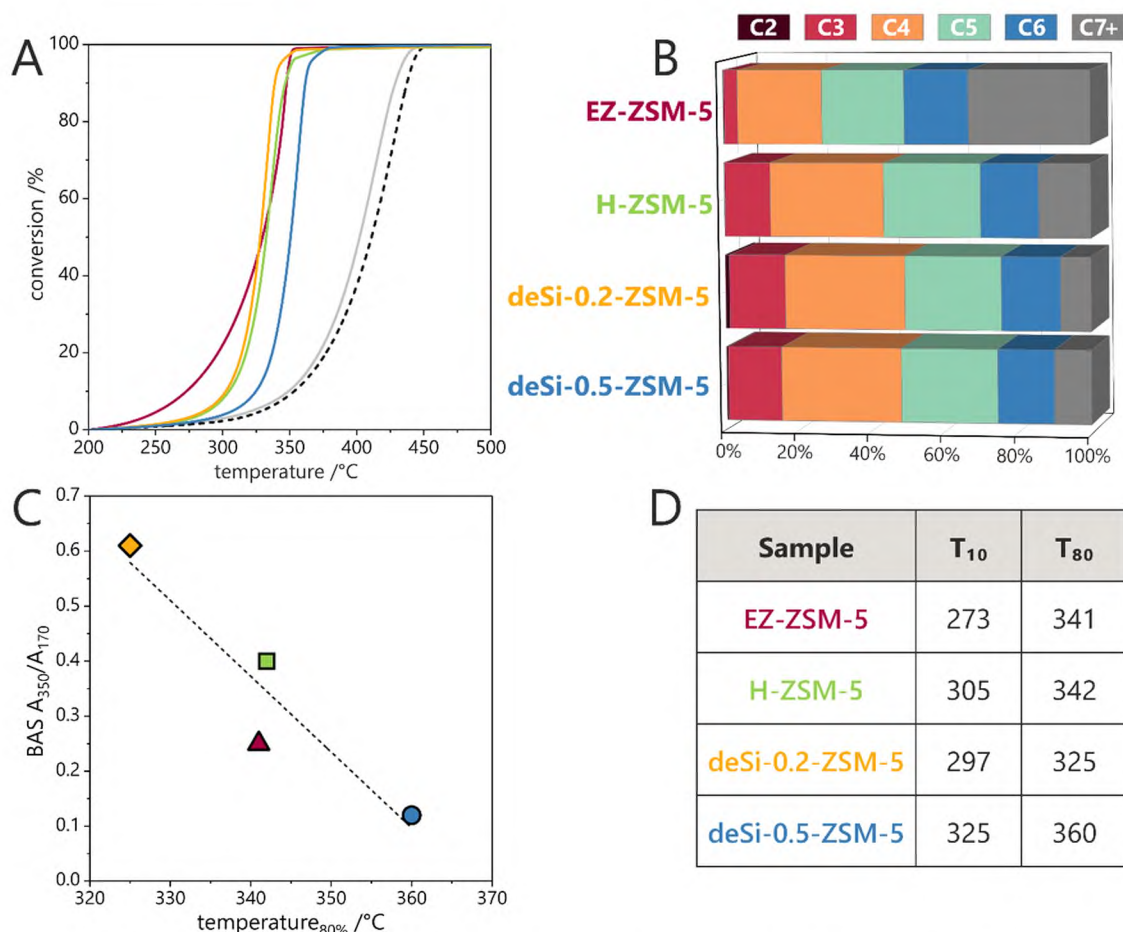 A
100
80
60
40
20
0
conversion /%
200
250
300
350
400
450
500
temperature /°C
B
C2 C3 C4 C5 C6 C7+
EZ-ZSM-5
H-ZSM-5
deSi-0.2-ZSM-5
deSi-0.5-ZSM-5
0% 20% 40% 60% 80% 100%
C
0.7
0.6
0.5
0.4
0.3
0.2
0.1
0.0
BAS A₃₅₀/A₁₇₀
320 330 340 350 360 370
temperature₈₀% /°C
D
Sample T₁₀ T₈₀
EZ-ZSM-5 273 341
H-ZSM-5 305 342
deSi-0.2-ZSM-5 297 325
deSi-0.5-ZSM-5 325 360